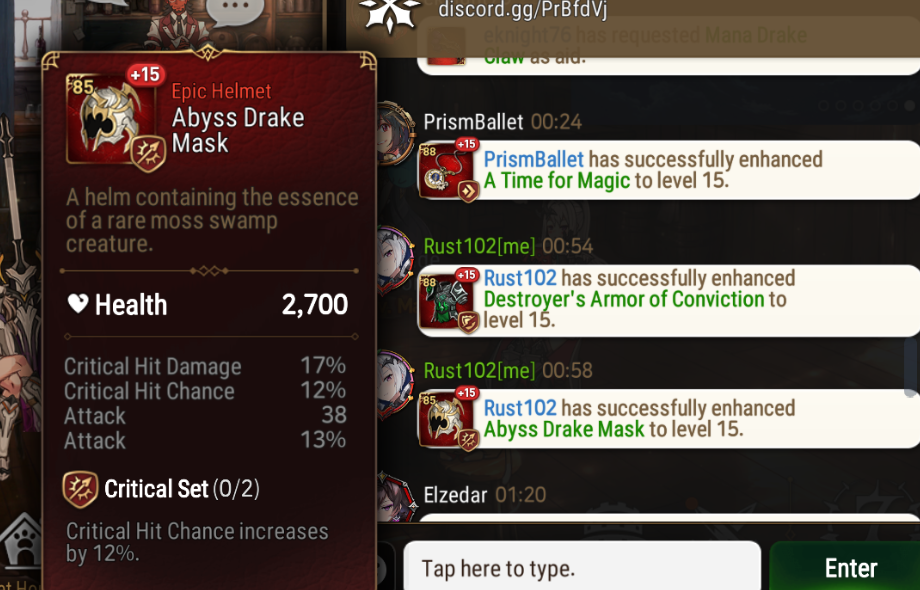 discord.gg/PrBfdVj
eknight76 has requested Mana Drake
Claw as aid.
+15
85
Epic Helmet
Abyss Drake
Mask
A helm containing the essence
of a rare moss swamp
creature.
Health 2,700
Critical Hit Damage 17%
Critical Hit Chance 12%
Attack 38
Attack 13%
Critical Set (0/2)
Critical Hit Chance increases
by 12%.
PrismBallet 00:24
88
+15
PrismBallet has successfully enhanced
A Time for Magic to level 15.
Rust102[me] 00:54
88
+15
Rust102 has successfully enhanced
Destroyer's Armor of Conviction to
level 15.
Rust102[me] 00:58
85
+15
Rust102 has successfully enhanced
Abyss Drake Mask to level 15.
Elzedar 01:20
Tap here to type.
Enter